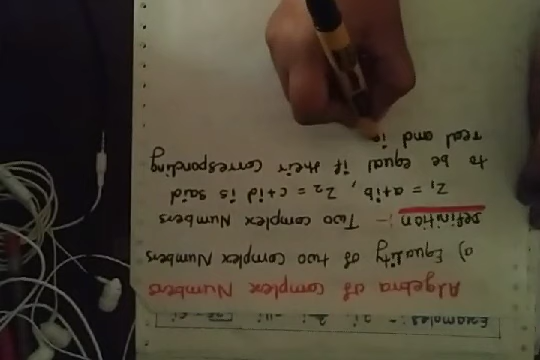 Examples:-
Algebra of Complex Numbers
a) Equality of two Complex Numbers
Definition :- Two complex Numbers
z₁ = a+ib, z₂ = c+id is said
to be equal if their corresponding
real and i